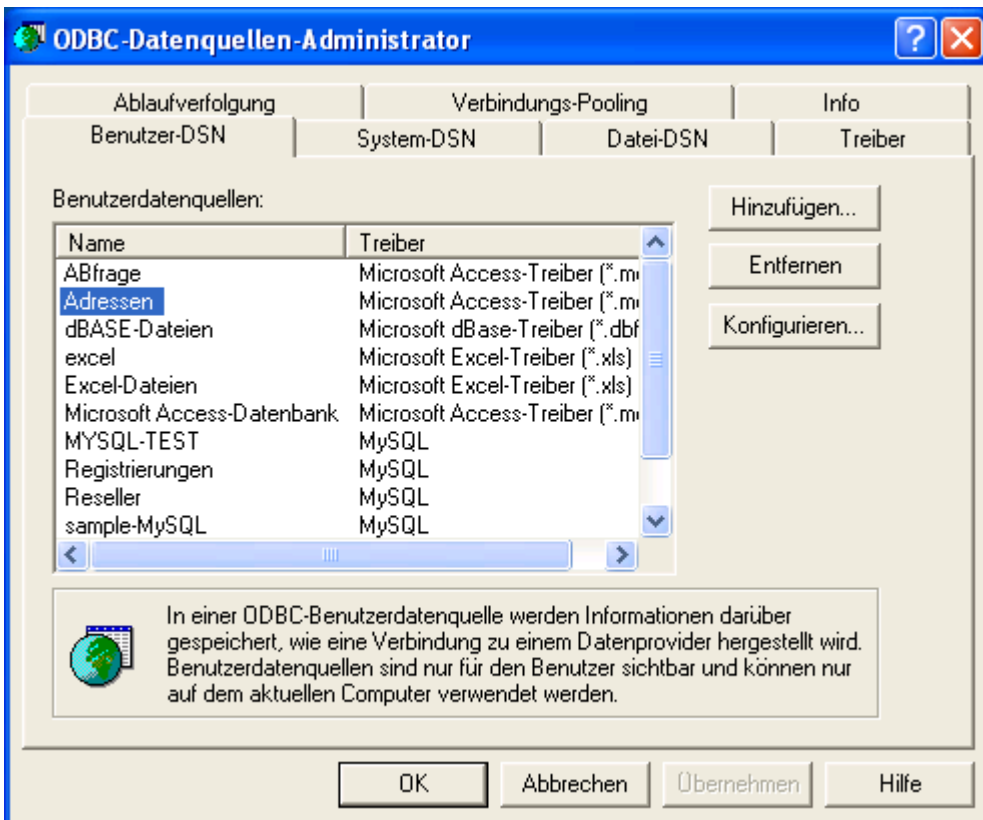 ODBC-Datenquellen-Administrator
Ablaufverfolgung Verbindungs-Pooling Info
Benutzer-DSN System-DSN Datei-DSN Treiber
Benutzerdatenquellen:
Hinzufügen...
Entfernen
Konfigurieren...
Name Treiber
ABfrage Microsoft Access-Treiber (*.m
Adressen Microsoft Access-Treiber (*.m
dBASE-Dateien Microsoft dBase-Treiber (*.dbf
excel Microsoft Excel-Treiber (*.xls)
Excel-Dateien Microsoft Excel-Treiber (*.xls)
Microsoft Access-Datenbank Microsoft Access-Treiber (*.m
MYSQL-TEST MySQL
Registrierungen MySQL
Reseller MySQL
sample-MySQL MySQL
In einer ODBC-Benutzerdatenquelle werden Informationen darüber
gespeichert, wie eine Verbindung zu einem Datenprovider hergestellt wird.
Benutzerdatenquellen sind nur für den Benutzer sichtbar und können nur
auf dem aktuellen Computer verwendet werden.
OK Abbrechen Übernehmen Hilfe